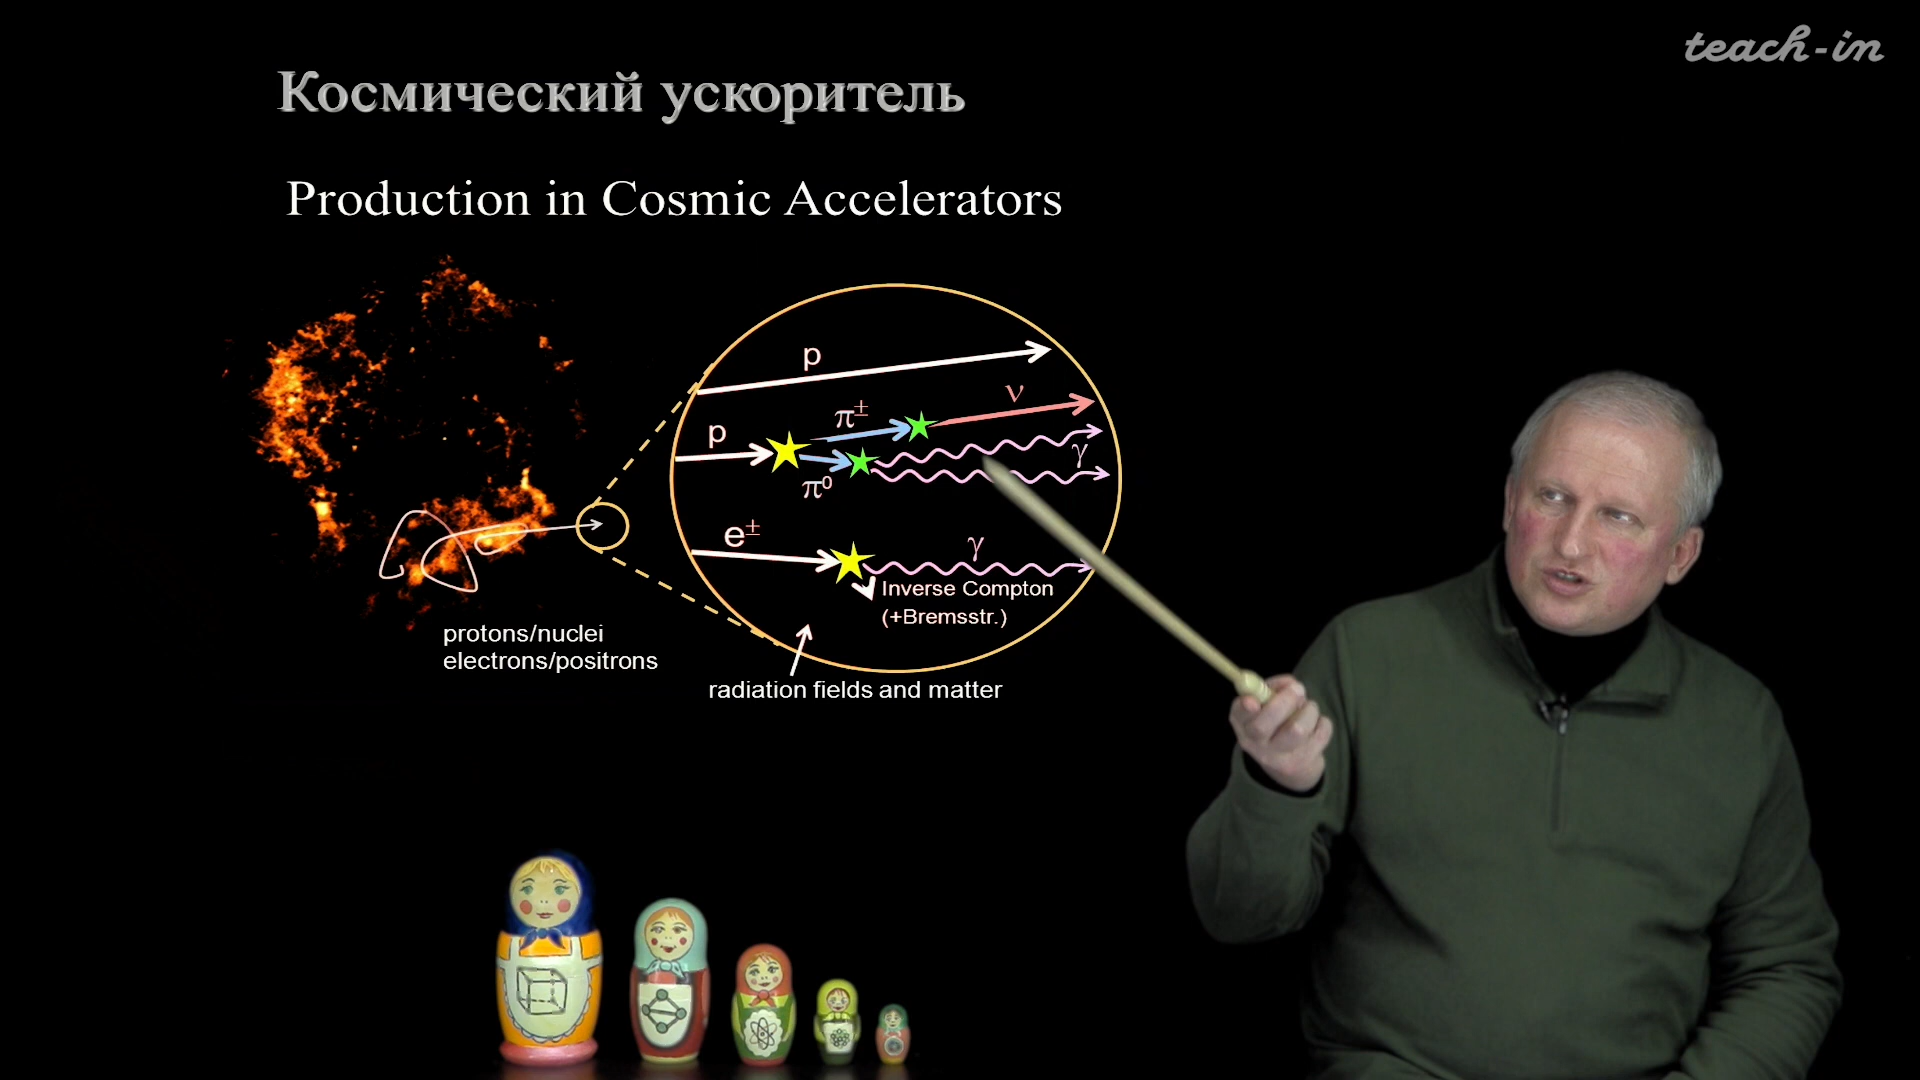 teach-in
Космический ускоритель
Production in Cosmic Accelerators
p
ν
π±
p
γ
π⁰
e±
γ
Inverse Compton
(+Bremsstr.)
protons/nuclei
electrons/positrons
radiation fields and matter